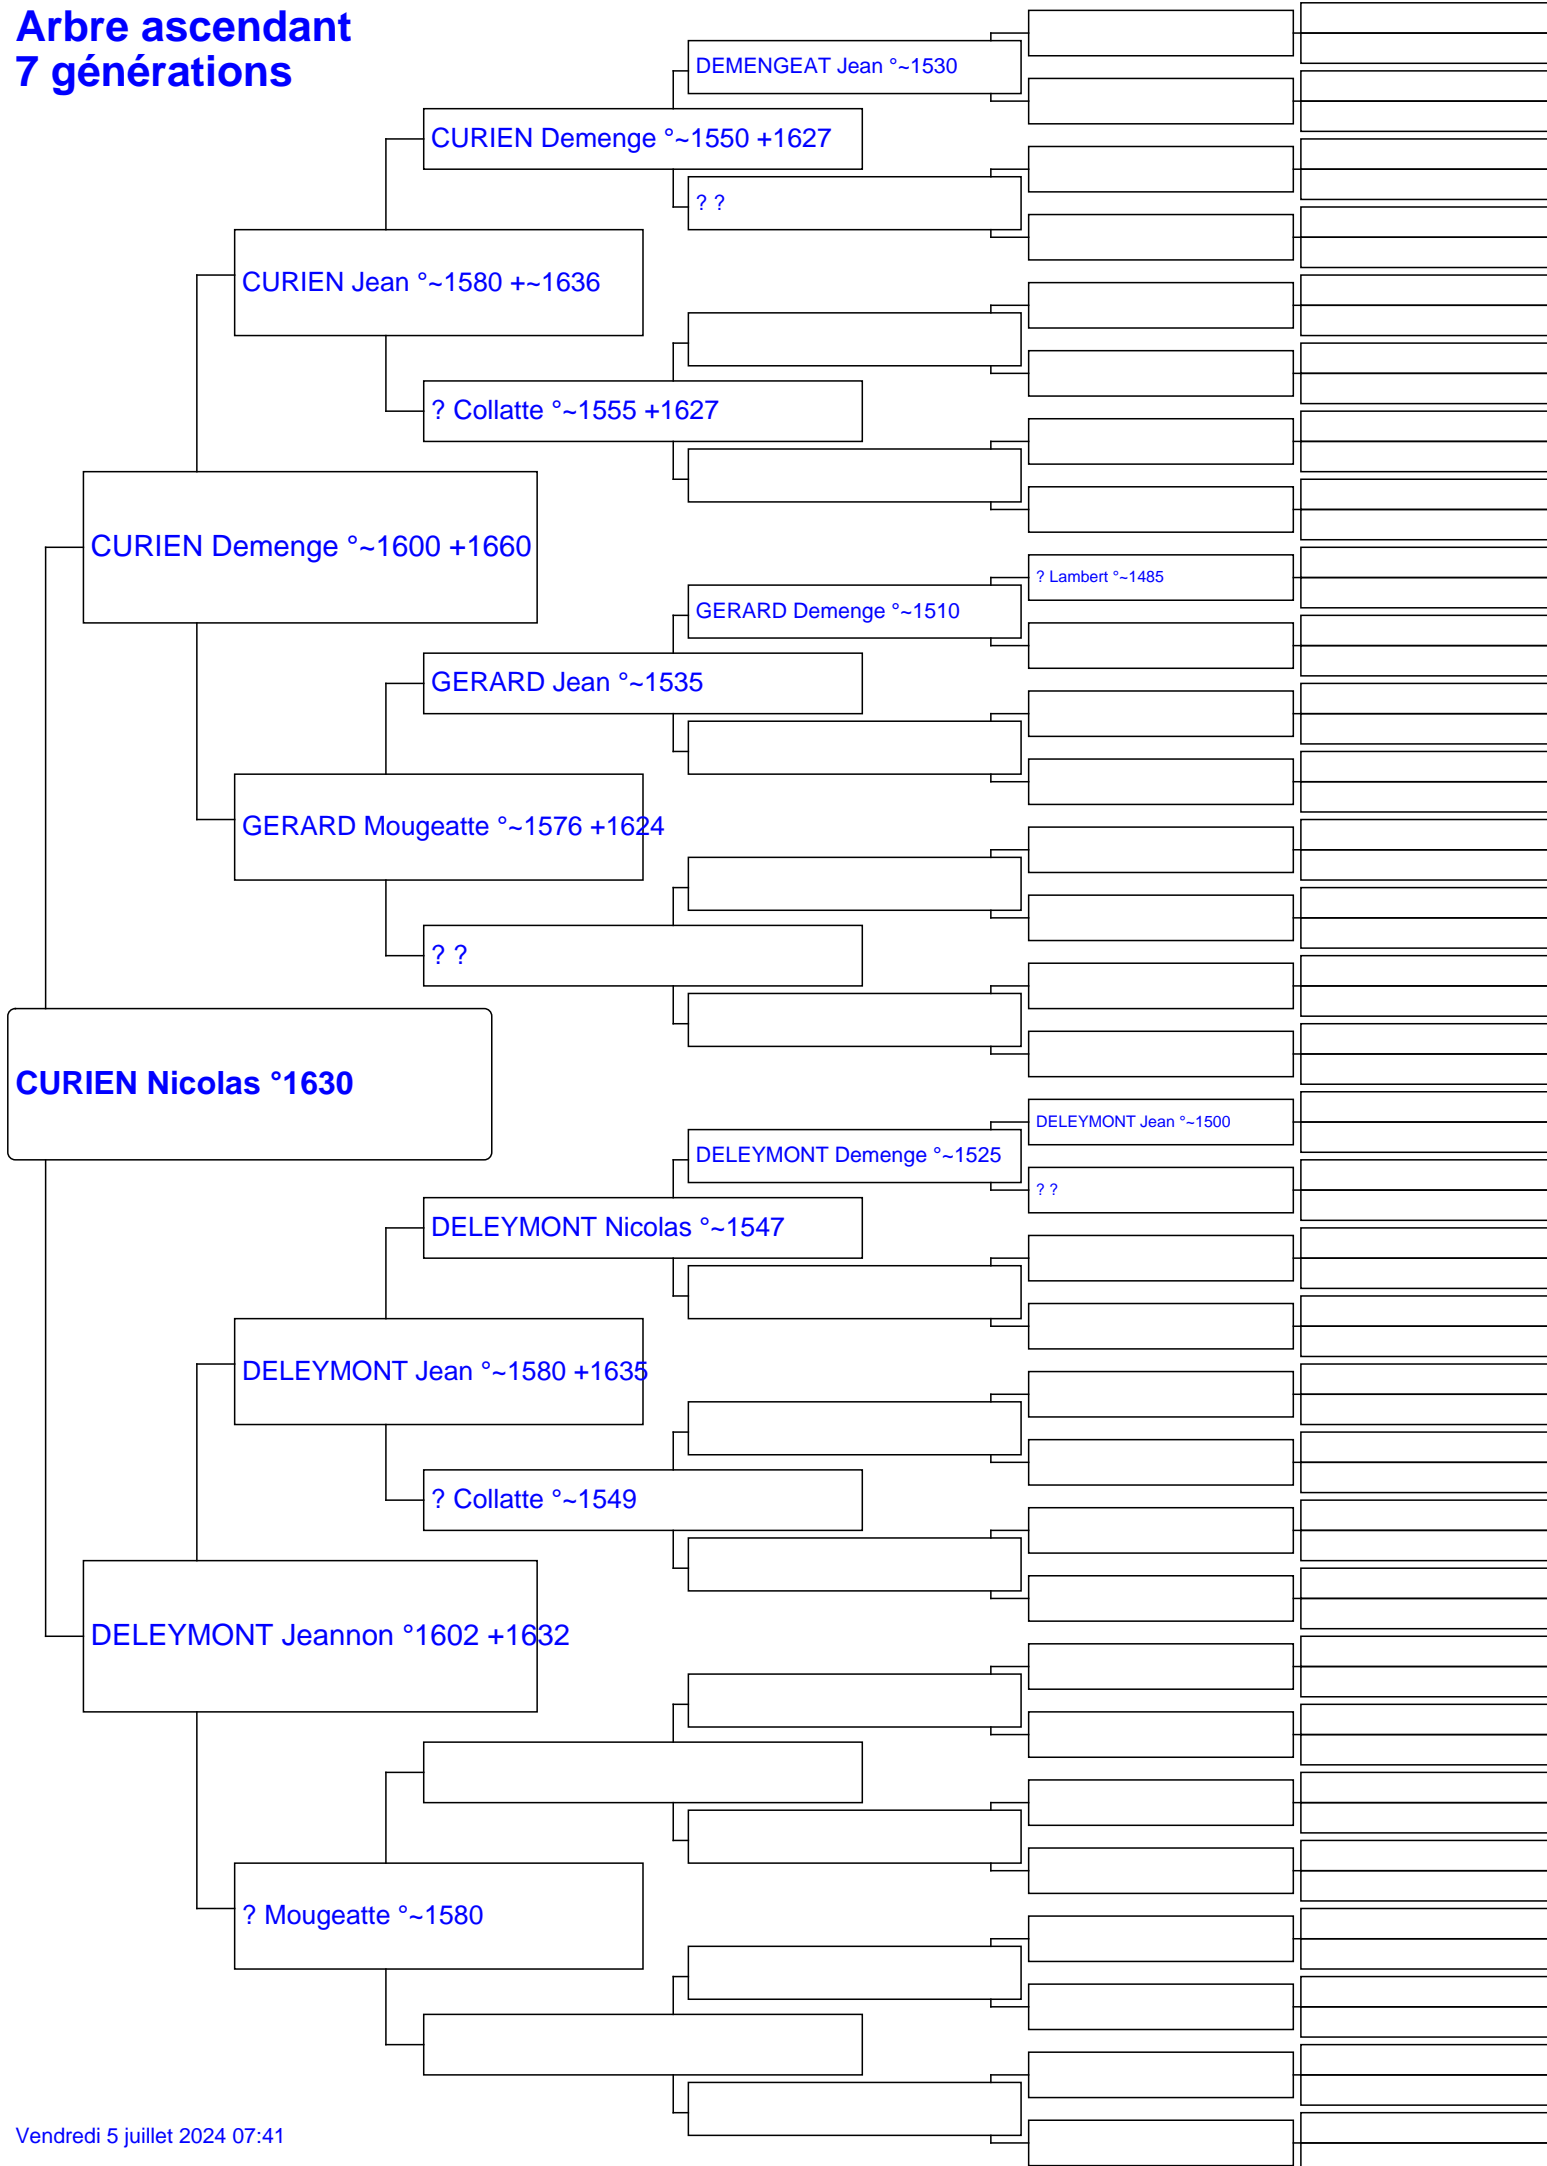 Arbre ascendant
7 générations
DEMENGEAT Jean °~1530
CURIEN Demenge °~1550 +1627
? ?
CURIEN Jean °~1580 +~1636
? Collatte °~1555 +1627
CURIEN Demenge °~1600 +1660
? Lambert °~1485
GERARD Demenge °~1510
GERARD Jean °~1535
GERARD Mougeatte °~1576 +1624
? ?
CURIEN Nicolas °1630
DELEYMONT Jean °~1500
DELEYMONT Demenge °~1525
? ?
DELEYMONT Nicolas °~1547
DELEYMONT Jean °~1580 +1635
? Collatte °~1549
DELEYMONT Jeannon °1602 +1632
? Mougeatte °~1580
Vendredi 5 juillet 2024 07:41